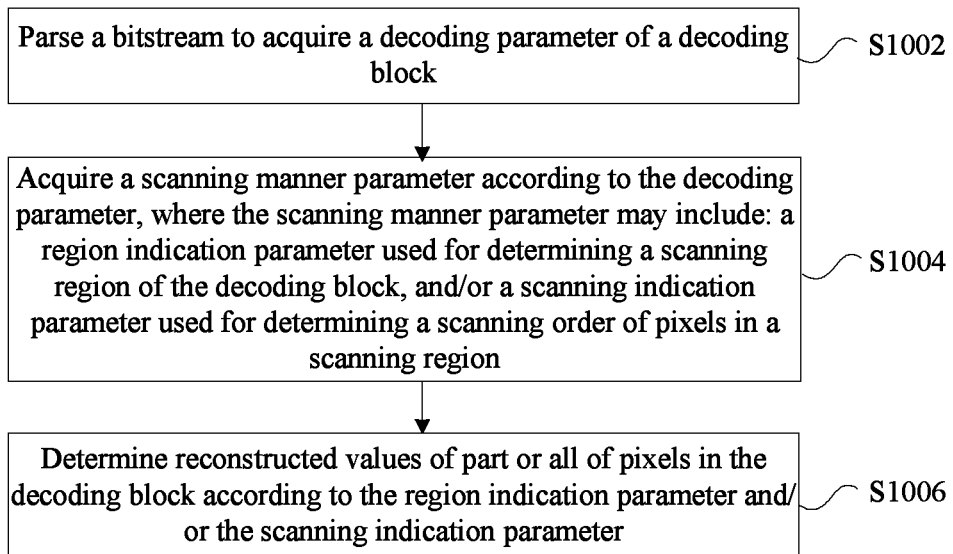 Parse a bitstream to acquire a decoding parameter of a decoding
block
S1002
Acquire a scanning manner parameter according to the decoding
parameter, where the scanning manner parameter may include: a
region indication parameter used for determining a scanning
region of the decoding block, and/or a scanning indication
parameter used for determining a scanning order of pixels in a
scanning region
S1004
Determine reconstructed values of part or all of pixels in the
decoding block according to the region indication parameter and/
or the scanning indication parameter
S1006